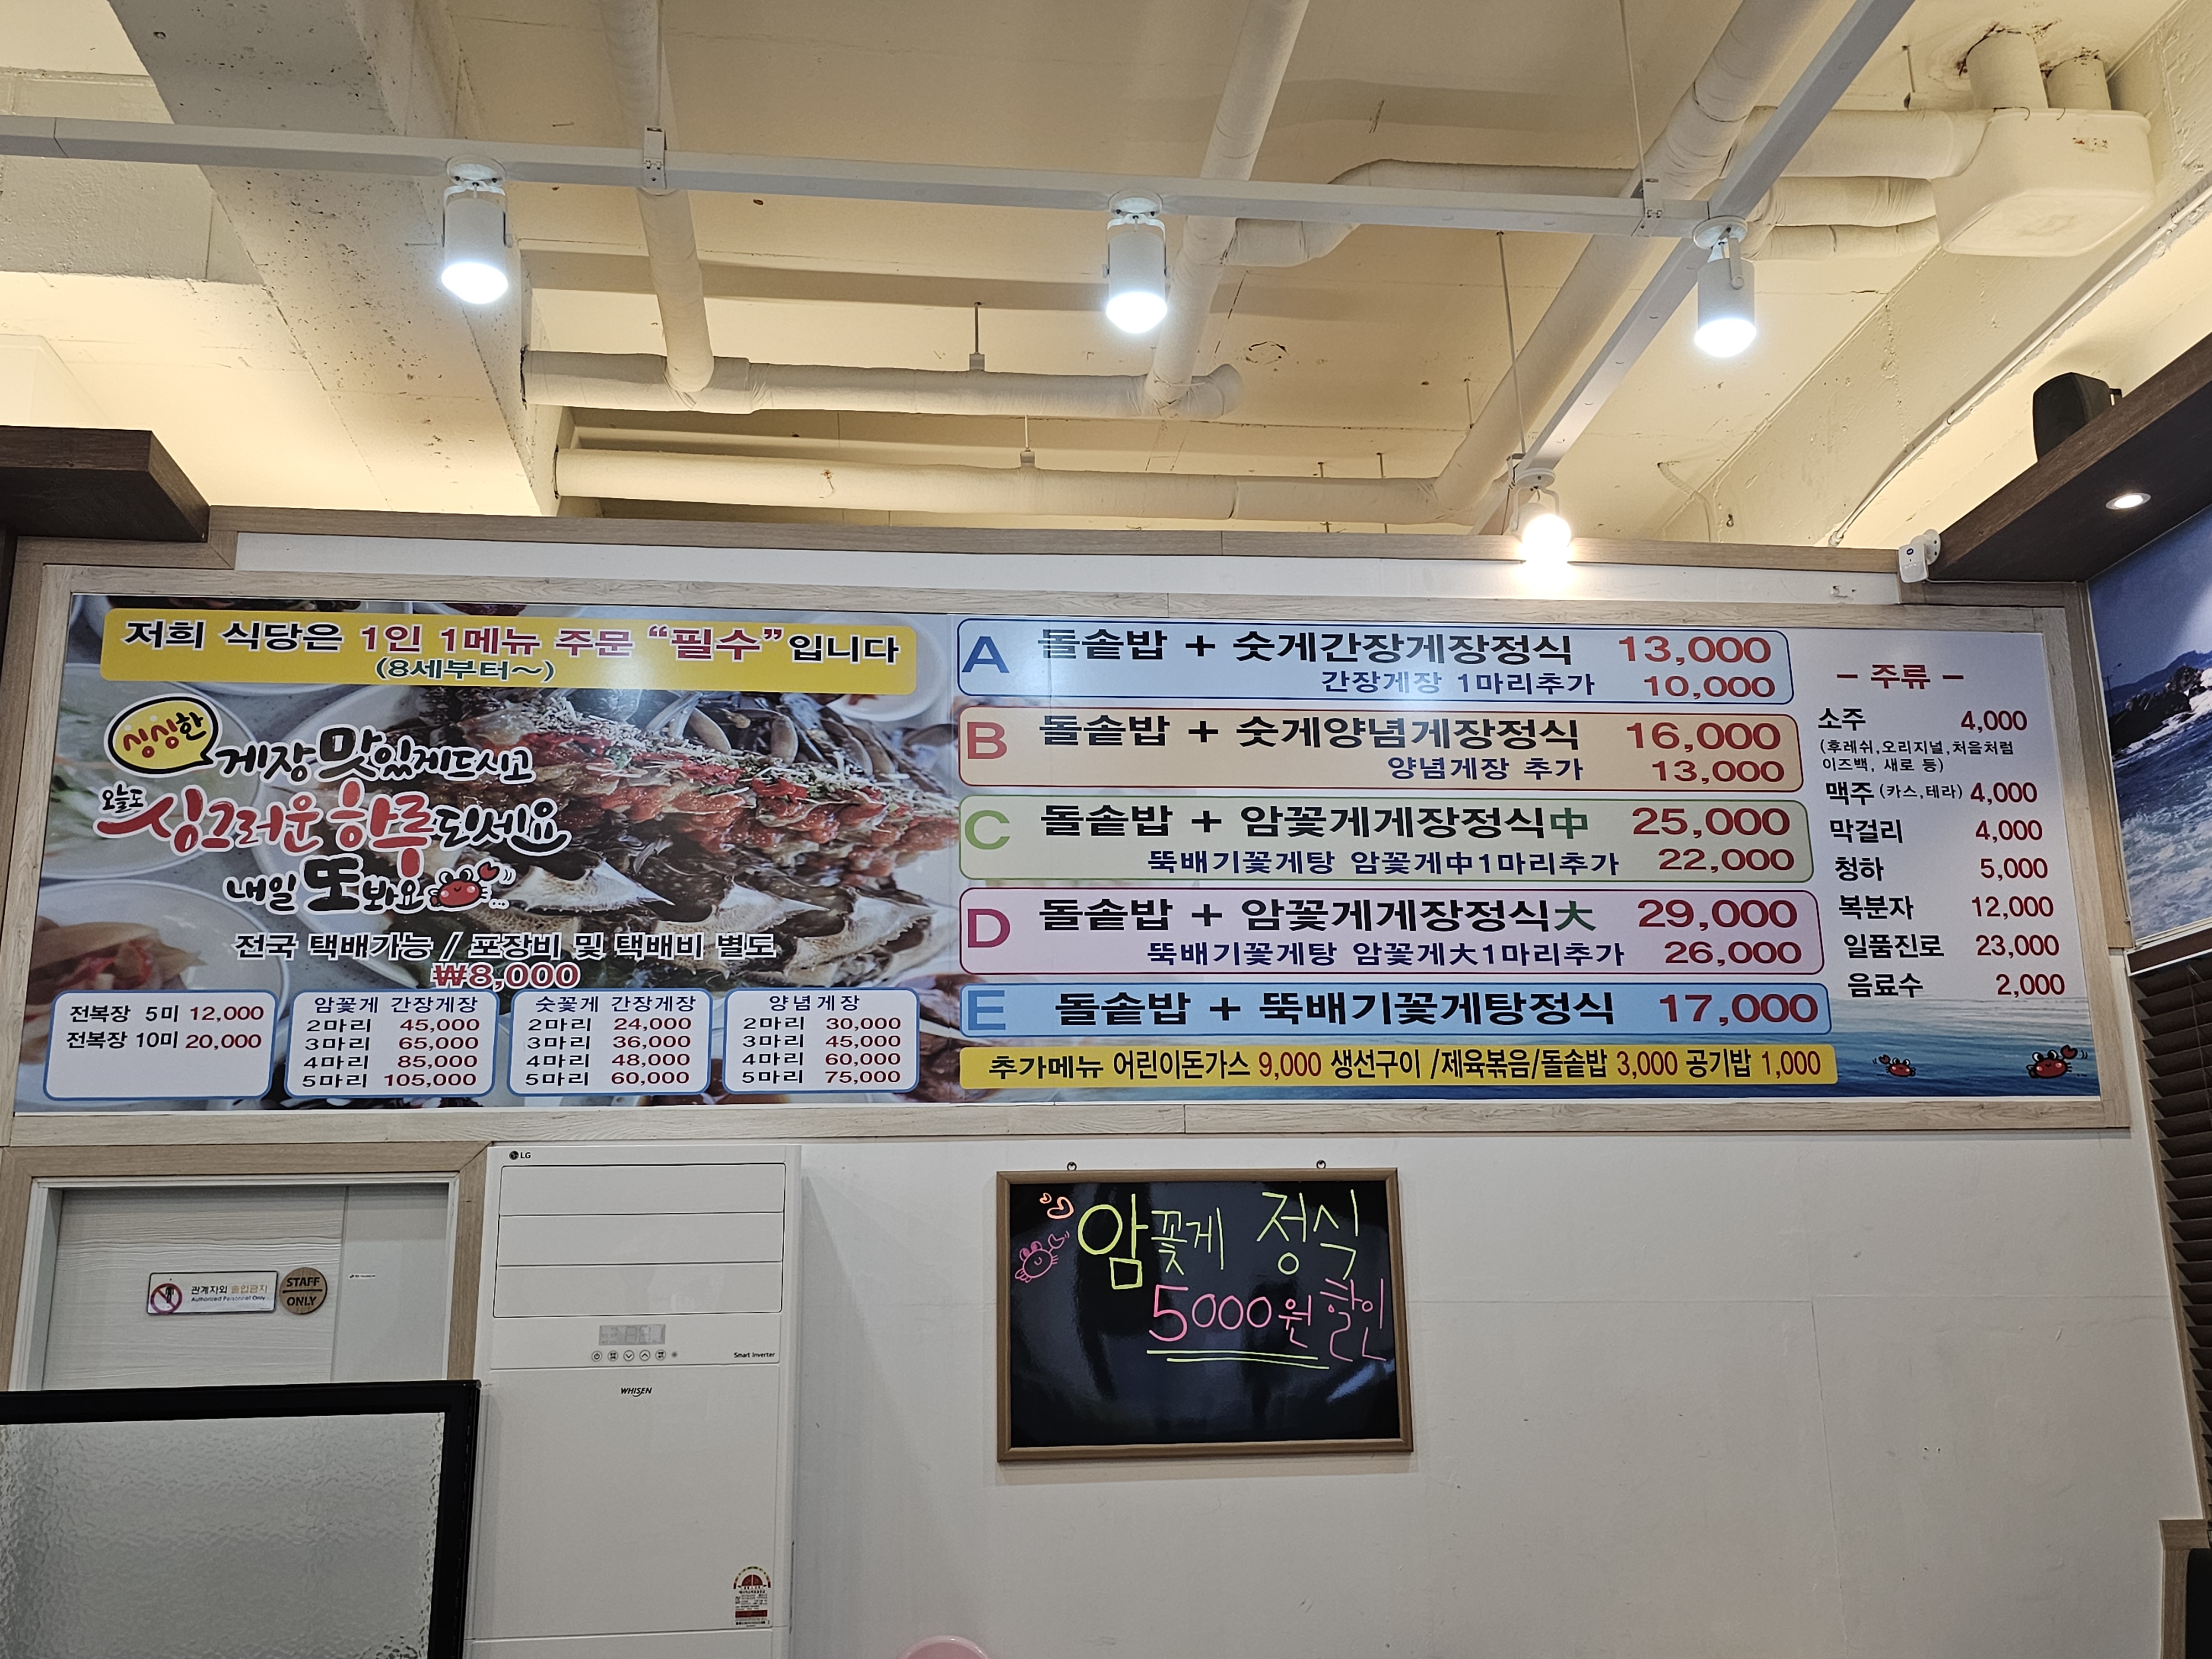 저희 식당은 1인 1메뉴 주문 “필수”입니다
(8세부터~)
싱싱한
게장 맛있게드시고
오늘도
싱그러운 하루되세요
내일 또봐요...
전국 택배가능 / 포장비 및 택배비 별도
₩8,000
전복장 5미 12,000
전복장 10미 20,000
암꽃게 간장게장
2마리 45,000
3마리 65,000
4마리 85,000
5마리 105,000
숫꽃게 간장게장
2마리 24,000
3마리 36,000
4마리 48,000
5마리 60,000
양념게장
2마리 30,000
3마리 45,000
4마리 60,000
5마리 75,000
A 돌솥밥 + 숫게간장게장정식 13,000
간장게장 1마리추가 10,000
B 돌솥밥 + 숫게양념게장정식 16,000
양념게장 추가 13,000
C 돌솥밥 + 암꽃게게장정식中 25,000
뚝배기꽃게탕 암꽃게中1마리추가 22,000
D 돌솥밥 + 암꽃게게장정식大 29,000
뚝배기꽃게탕 암꽃게大1마리추가 26,000
E 돌솥밥 + 뚝배기꽃게탕정식 17,000
추가메뉴 어린이돈가스 9,000 생선구이 /제육볶음/돌솥밥 3,000 공기밥 1,000
- 주류 -
소주 4,000
(후레쉬,오리지널,처음처럼
이즈백, 새로 등)
맥주 (카스,테라) 4,000
막걸리 4,000
청하 5,000
복분자 12,000
일품진로 23,000
음료수 2,000
관계자외 출입금지
Authorized Personnel Only
STAFF
ONLY
LG
Smart Inverter
WHISEN
암꽃게 정식
5000원 할인